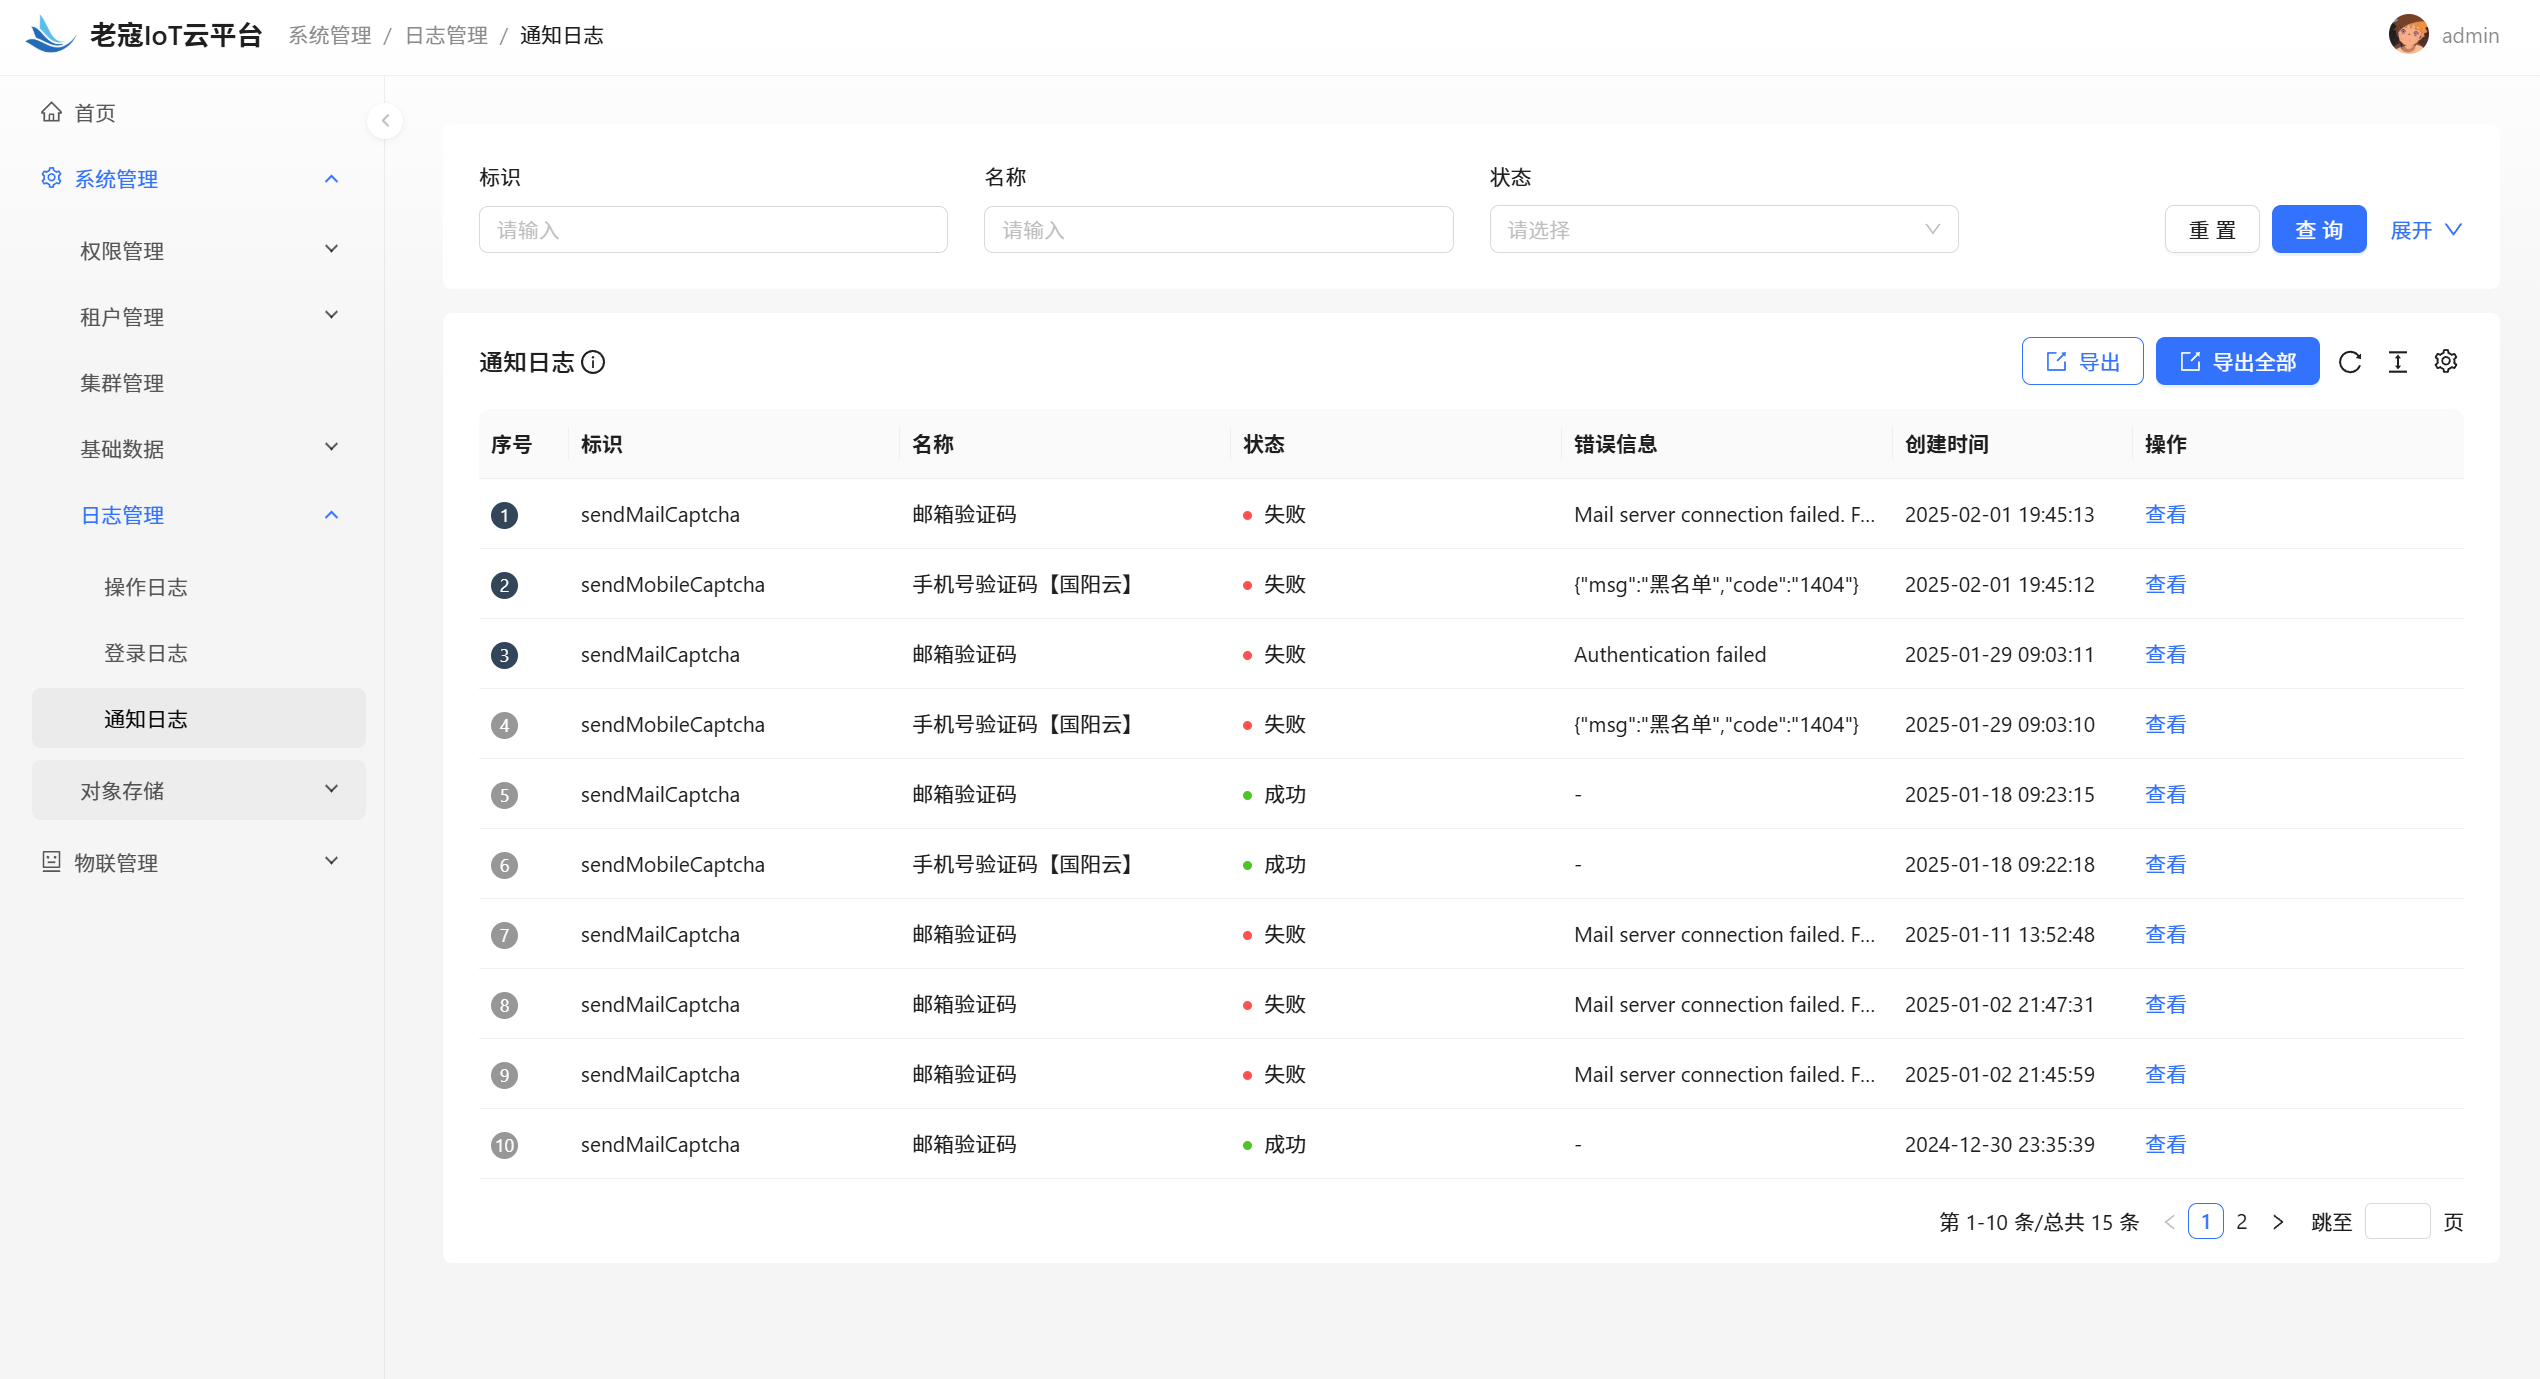 老寇IoT云平台 系统管理 / 日志管理 / 通知日志 admin
首页
系统管理
权限管理
租户管理
集群管理
基础数据
日志管理
操作日志
登录日志
通知日志
对象存储
物联管理
标识 名称 状态
请输入 请输入 请选择 重 置 查 询 展开
通知日志 导出 导出全部
序号 标识 名称 状态 错误信息 创建时间 操作
1 sendMailCaptcha 邮箱验证码 失败 Mail server connection failed. F... 2025-02-01 19:45:13 查看
2 sendMobileCaptcha 手机号验证码【国阳云】 失败 {"msg":"黑名单","code":"1404"} 2025-02-01 19:45:12 查看
3 sendMailCaptcha 邮箱验证码 失败 Authentication failed 2025-01-29 09:03:11 查看
4 sendMobileCaptcha 手机号验证码【国阳云】 失败 {"msg":"黑名单","code":"1404"} 2025-01-29 09:03:10 查看
5 sendMailCaptcha 邮箱验证码 成功 - 2025-01-18 09:23:15 查看
6 sendMobileCaptcha 手机号验证码【国阳云】 成功 - 2025-01-18 09:22:18 查看
7 sendMailCaptcha 邮箱验证码 失败 Mail server connection failed. F... 2025-01-11 13:52:48 查看
8 sendMailCaptcha 邮箱验证码 失败 Mail server connection failed. F... 2025-01-02 21:47:31 查看
9 sendMailCaptcha 邮箱验证码 失败 Mail server connection failed. F... 2025-01-02 21:45:59 查看
10 sendMailCaptcha 邮箱验证码 成功 - 2024-12-30 23:35:39 查看
第 1-10 条/总共 15 条 1 2 跳至 页